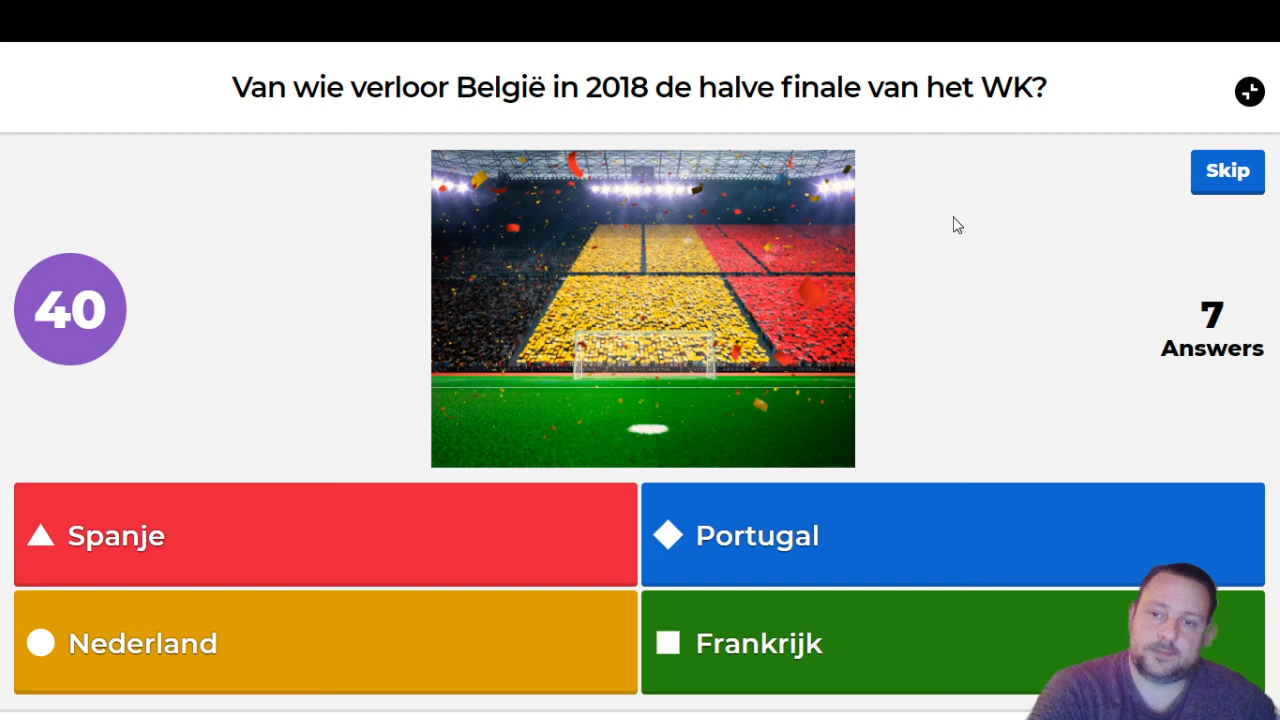 Van wie verloor België in 2018 de halve finale van het WK?
Skip
40
7
Answers
Spanje
Portugal
Nederland
Frankrijk